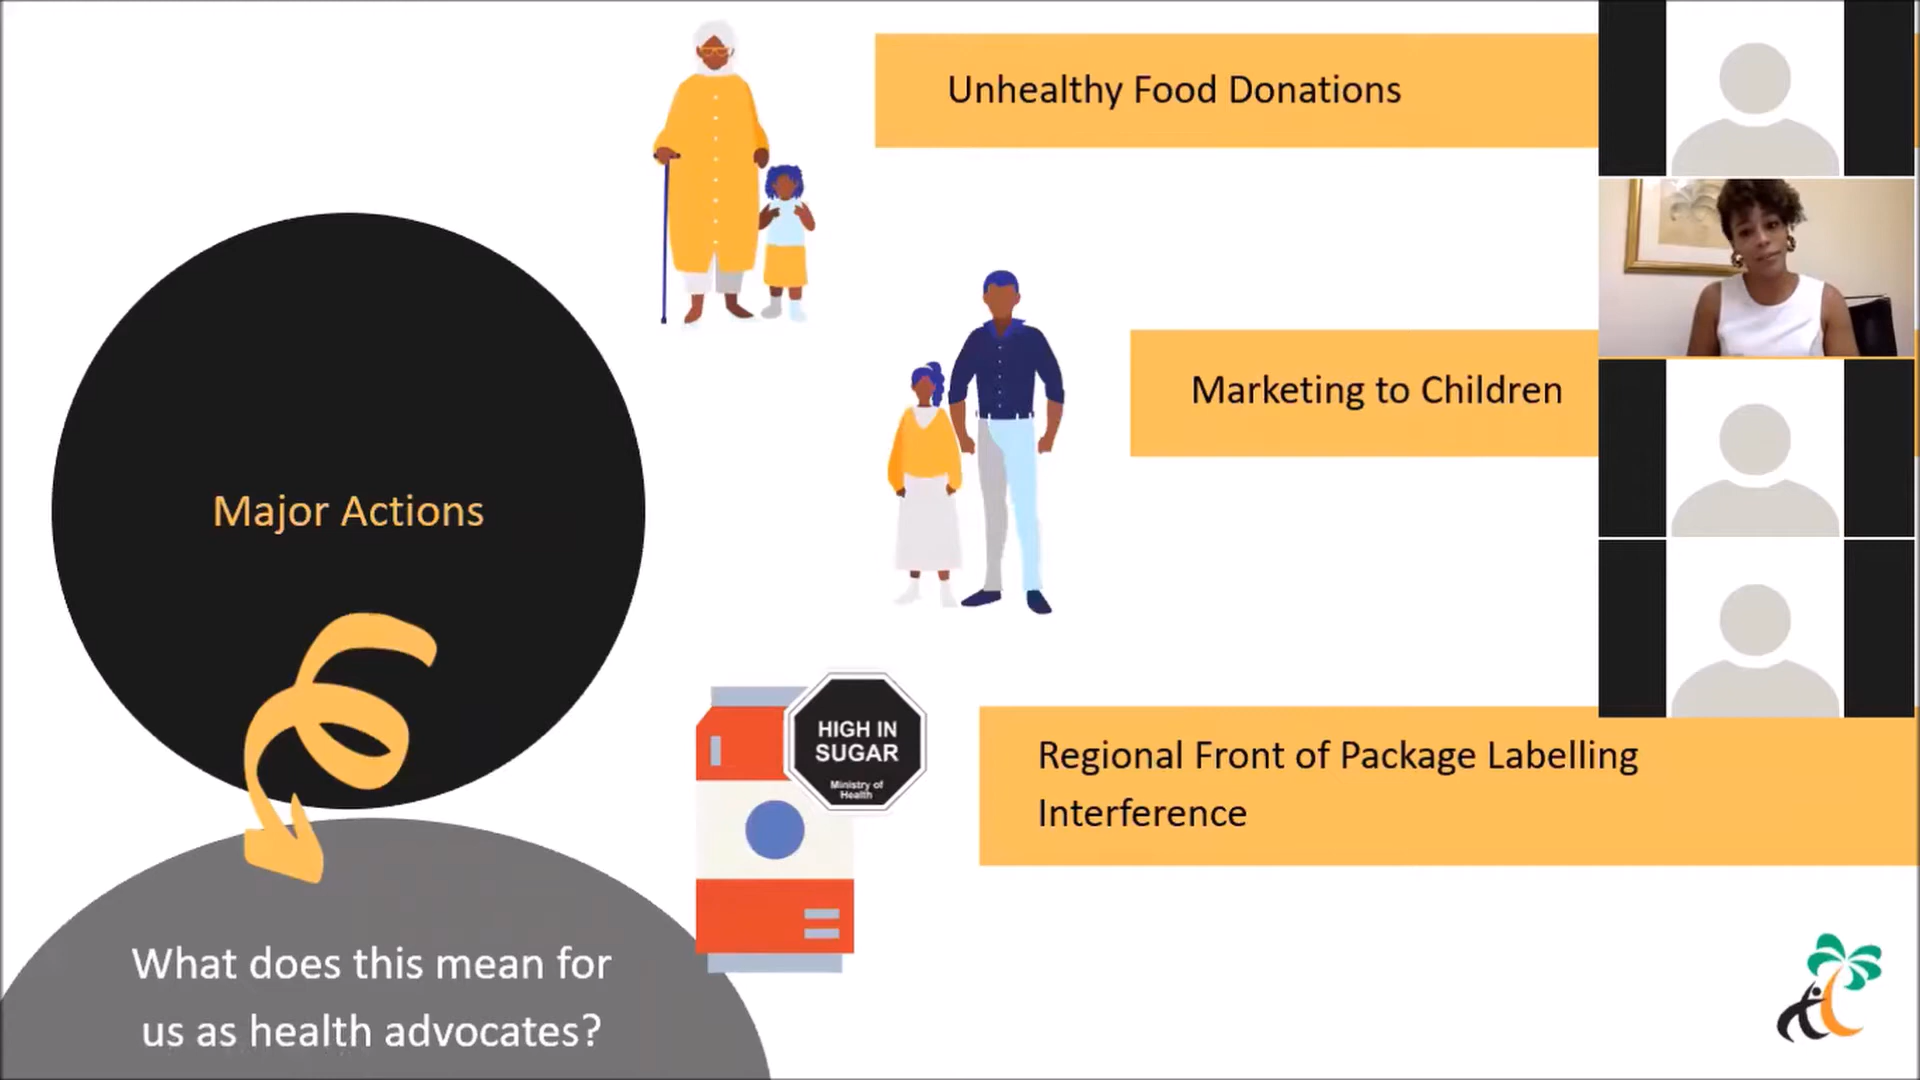 Unhealthy Food Donations
Marketing to Children
Major Actions
HIGH IN
SUGAR
Ministry of
Health
Regional Front of Package Labelling
Interference
What does this mean for
us as health advocates?